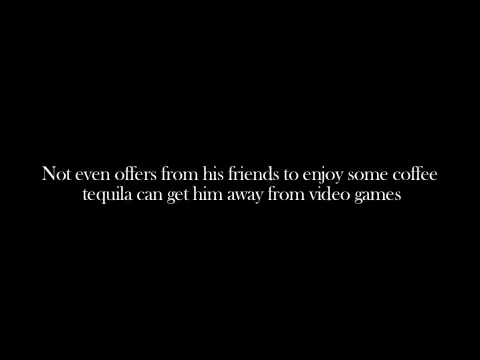 Not even offers from his friends to enjoy some coffee
tequila can get him away from video games